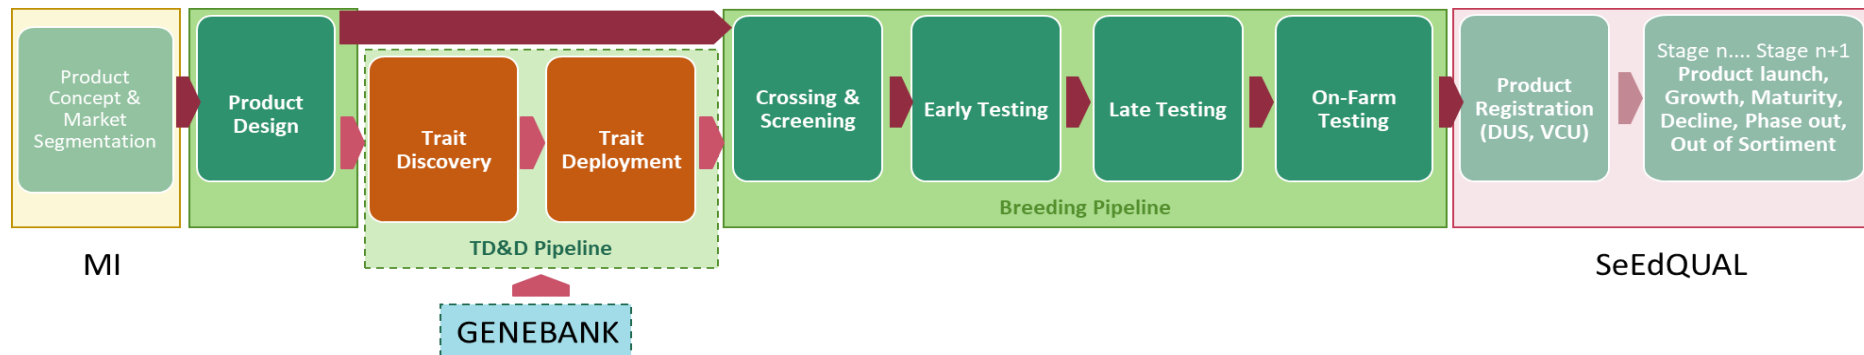 Product
Concept &
Market
Segmentation
Product
Design
Trait
Discovery
Trait
Deployment
TD&D Pipeline
Crossing &
Screening
Early Testing
Late Testing
On-Farm
Testing
Breeding Pipeline
Product
Registration
(DUS, VCU)
Stage n.... Stage n+1
Product launch,
Growth, Maturity,
Decline, Phase out,
Out of Sortiment
MI
SeEdQUAL
GENEBANK